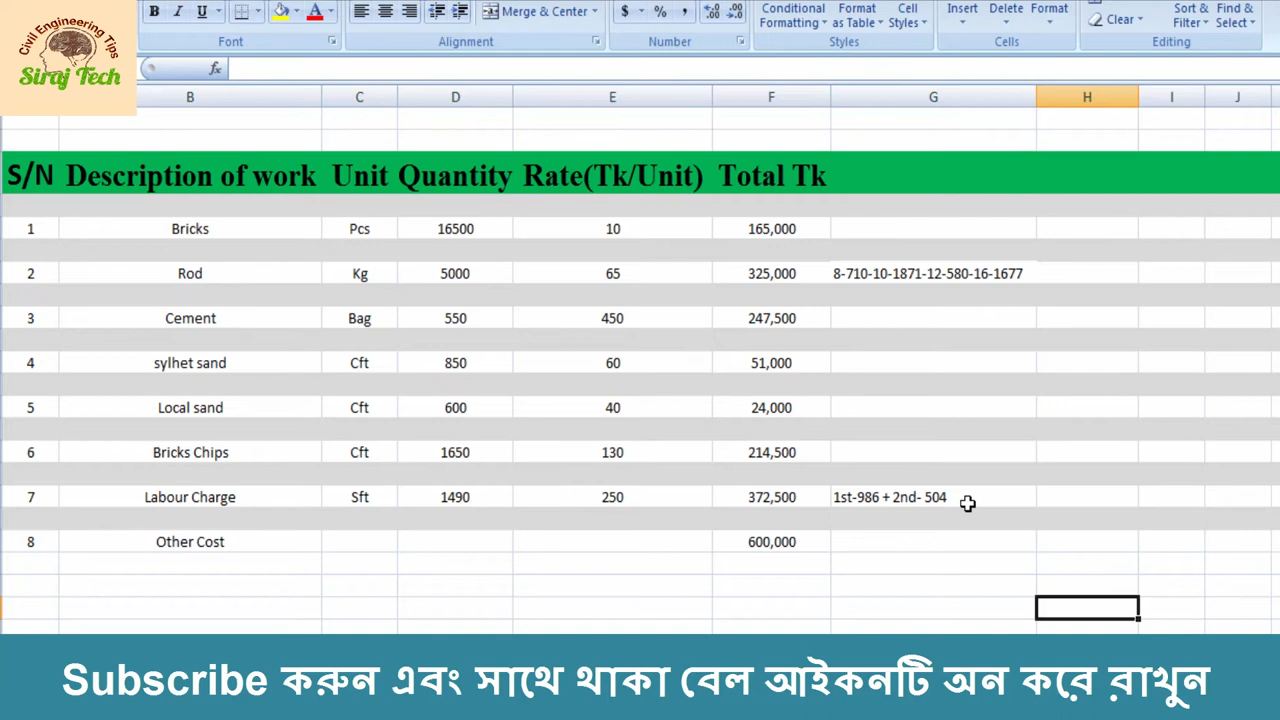 Civil Engineering Tips
Siraj Tech
B I U A Merge & Center $ % , .00 Conditional Format Cell Insert Delete Format Clear Sort & Find &
Formatting as Table Styles Filter Select
Font Alignment Number Styles Cells Editing
fx
B C D E F G H I J
S/N Description of work Unit Quantity Rate(Tk/Unit) Total Tk
1 Bricks Pcs 16500 10 165,000
2 Rod Kg 5000 65 325,000 8-710-10-1871-12-580-16-1677
3 Cement Bag 550 450 247,500
4 sylhet sand Cft 850 60 51,000
5 Local sand Cft 600 40 24,000
6 Bricks Chips Cft 1650 130 214,500
7 Labour Charge Sft 1490 250 372,500 1st-986 + 2nd- 504
8 Other Cost 600,000
Subscribe করুন এবং সাথে থাকা বেল আইকনটি অন করে রাখুন